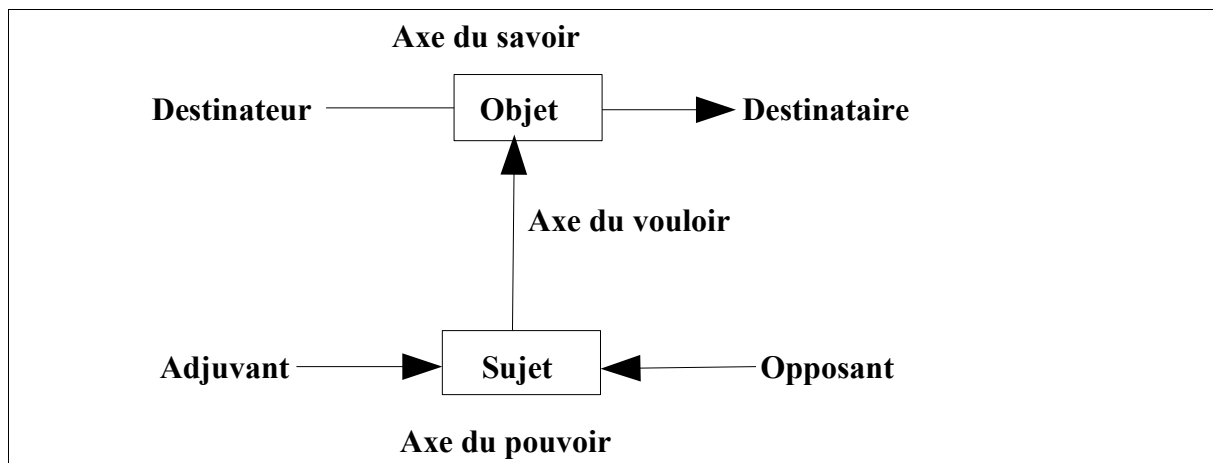 Axe du savoir
Destinateur Objet Destinataire
Axe du vouloir
Adjuvant Sujet Opposant
Axe du pouvoir